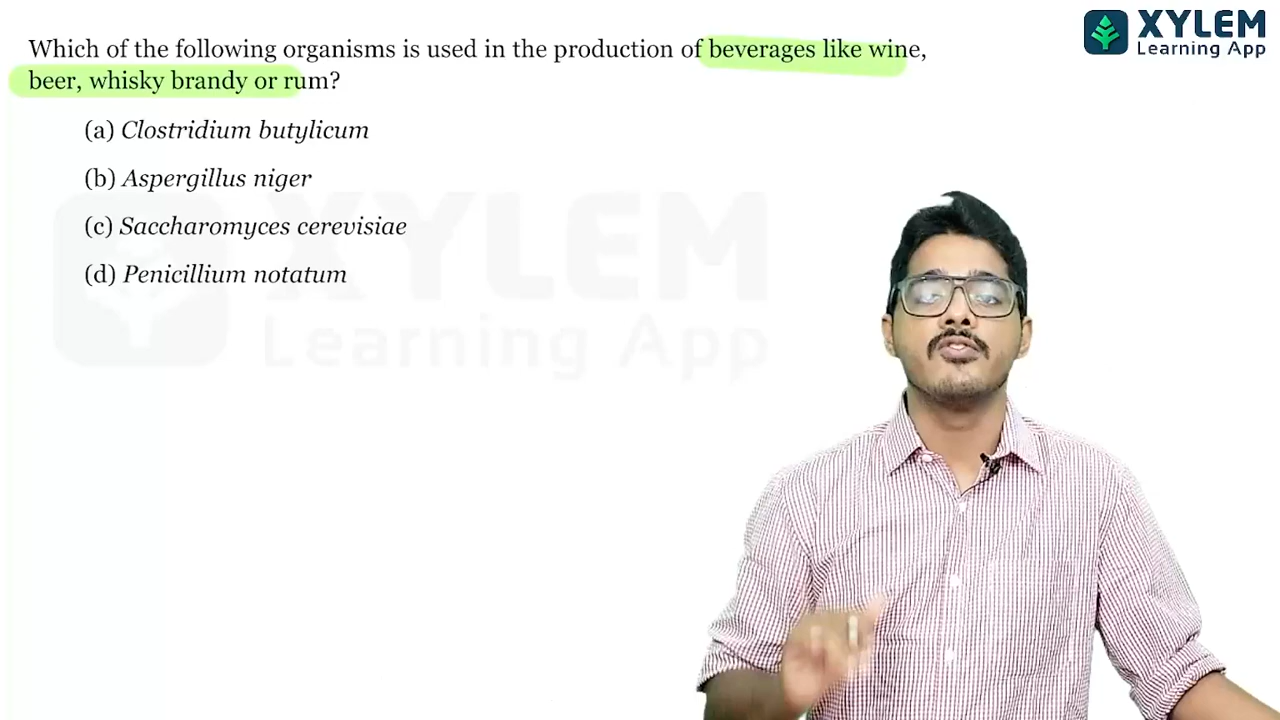 XYLEM
Learning App
Which of the following organisms is used in the production of beverages like wine,
beer, whisky brandy or rum?
(a) Clostridium butylicum
(b) Aspergillus niger
(c) Saccharomyces cerevisiae
(d) Penicillium notatum
XYLEM
Learning App